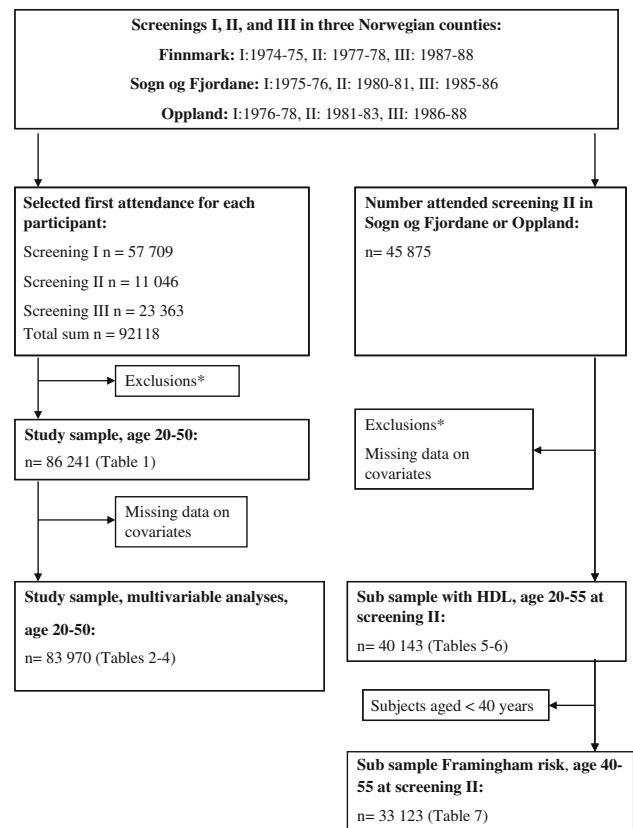 Screenings I, II, and III in three Norwegian counties:
Finnmark: I:1974-75, II: 1977-78, III: 1987-88
Sogn og Fjordane: I:1975-76, II: 1980-81, III: 1985-86
Oppland: I:1976-78, II: 1981-83, III: 1986-88
Selected first attendance for each
participant:
Screening I n = 57 709
Screening II n = 11 046
Screening III n = 23 363
Total sum n = 92118
Number attended screening II in
Sogn og Fjordane or Oppland:
n= 45 875
Exclusions*
Study sample, age 20-50:
n= 86 241 (Table 1)
Exclusions*
Missing data on
covariates
Missing data on
covariates
Study sample, multivariable analyses,
age 20-50:
n= 83 970 (Tables 2-4)
Sub sample with HDL, age 20-55 at
screening II:
n= 40 143 (Tables 5-6)
Subjects aged < 40 years
Sub sample Framingham risk, age 40-
55 at screening II:
n= 33 123 (Table 7)